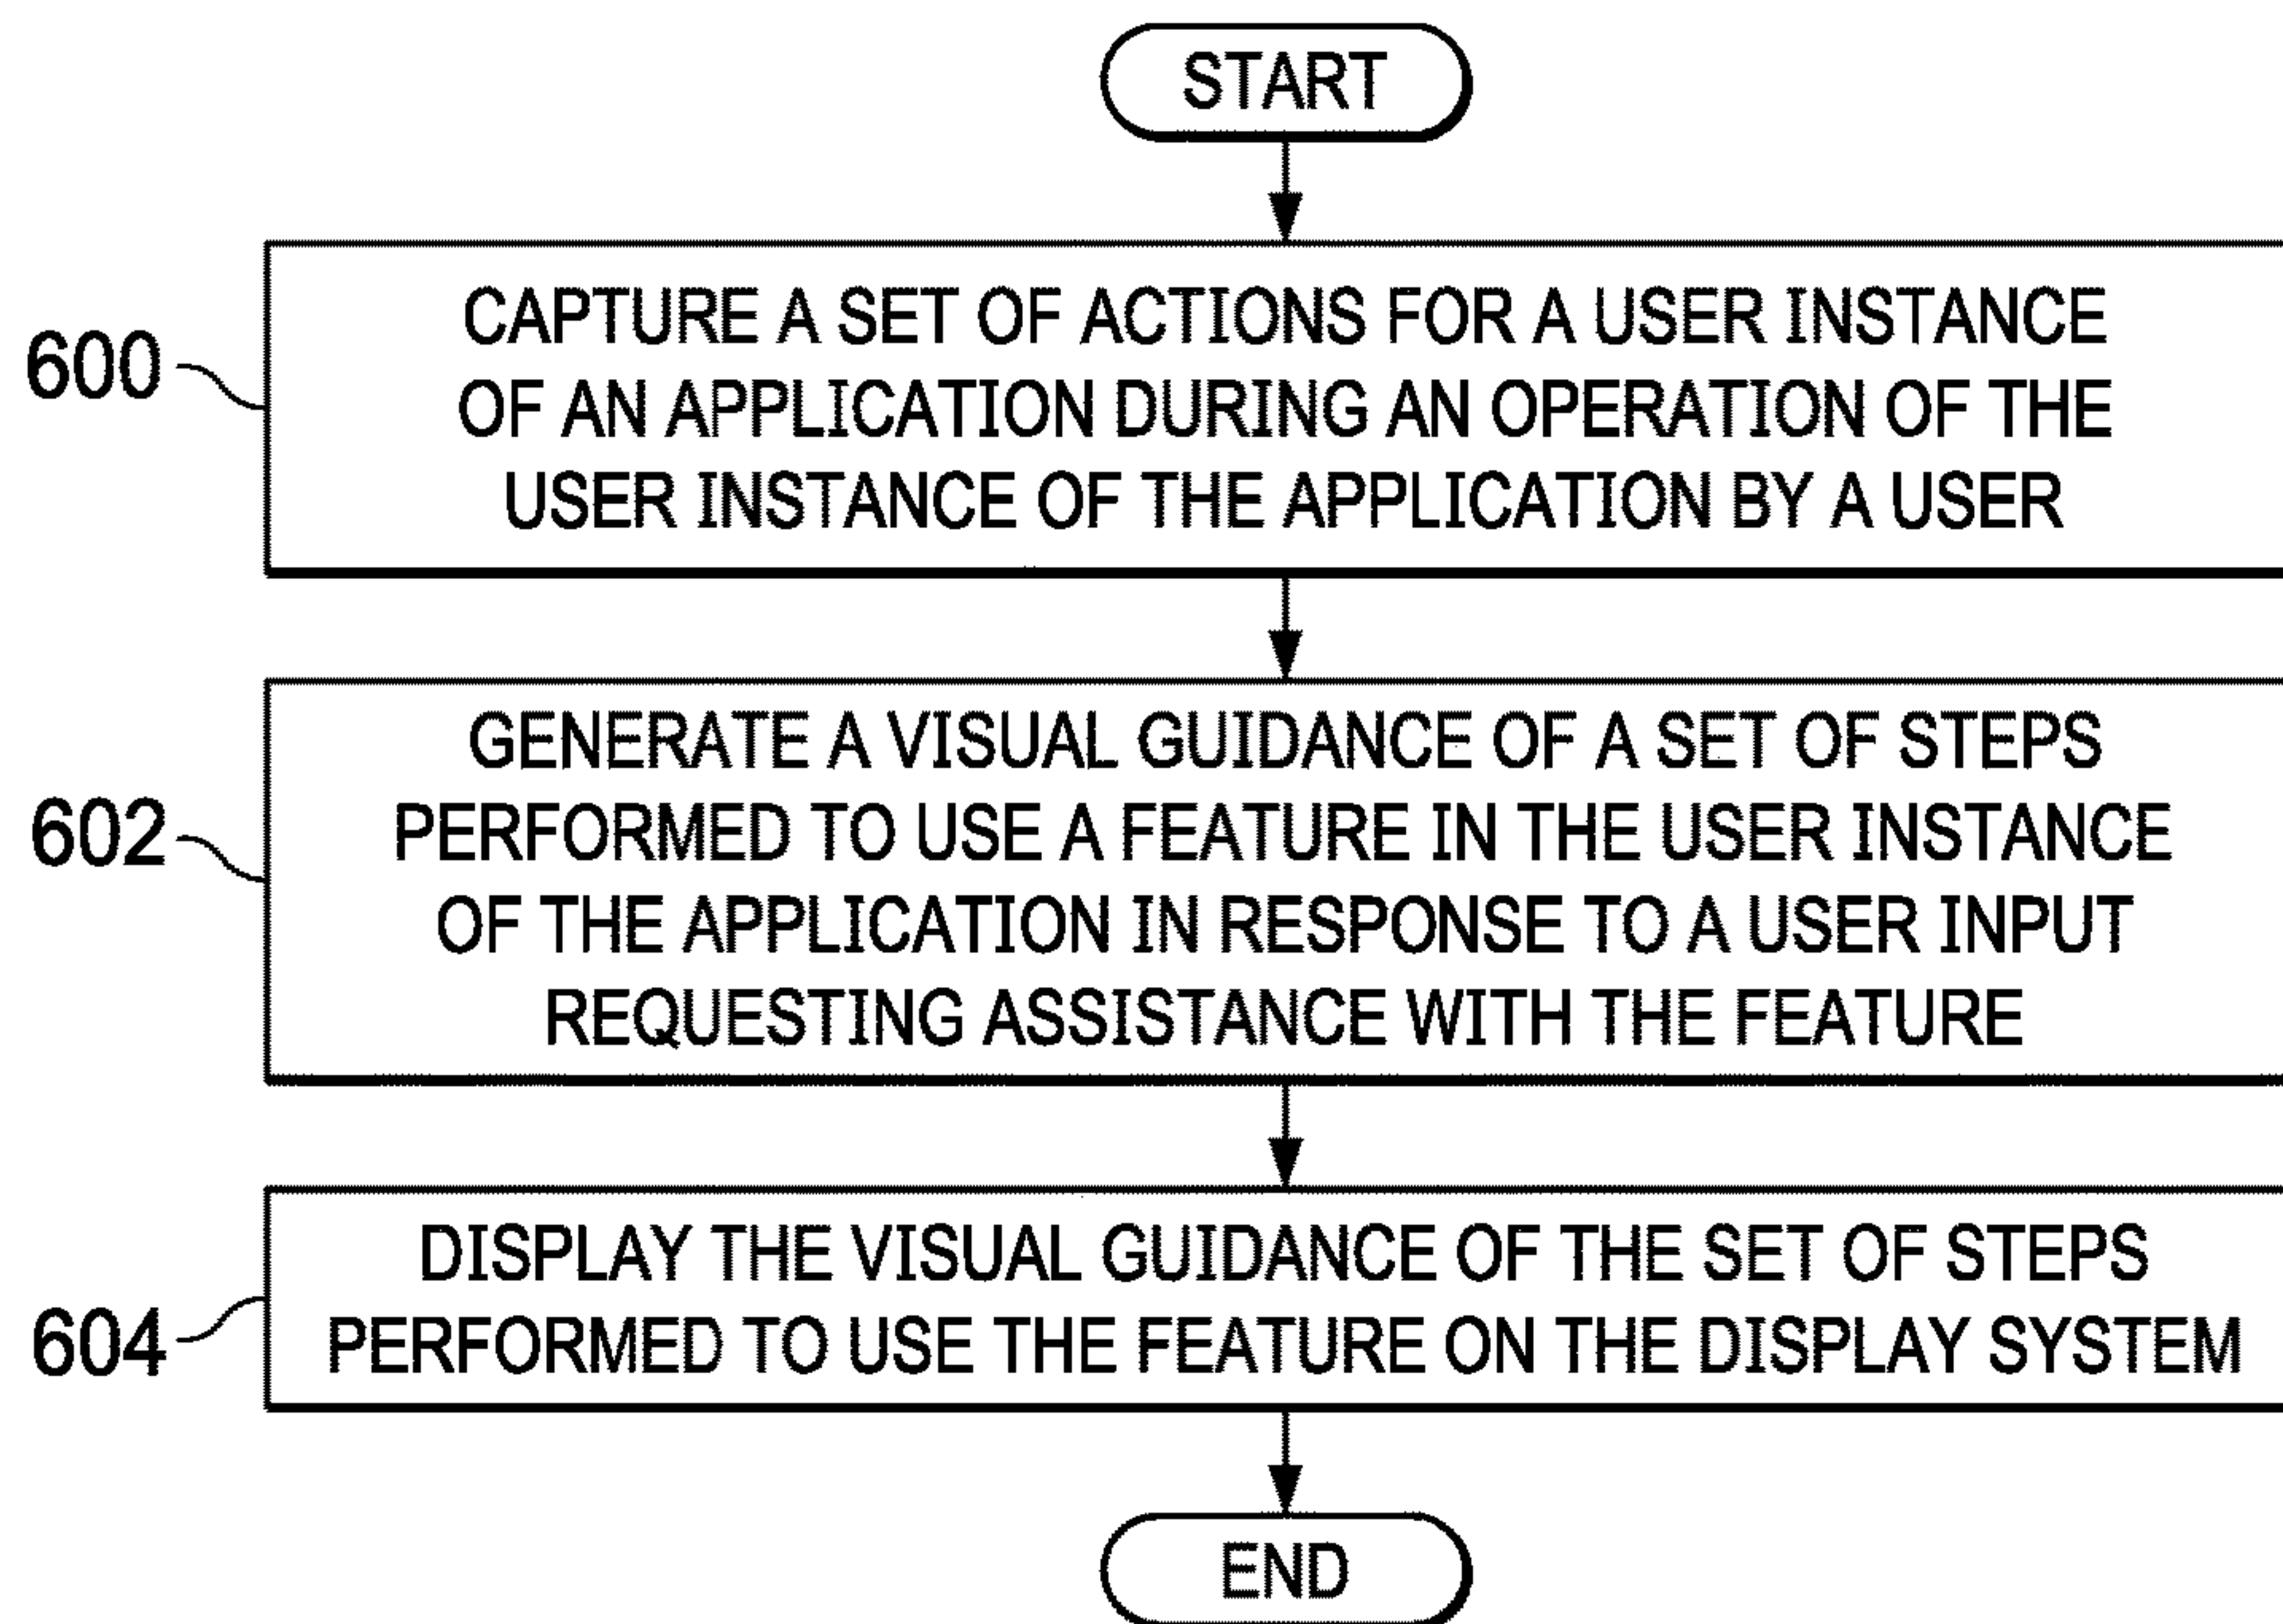 START
600
CAPTURE A SET OF ACTIONS FOR A USER INSTANCE
OF AN APPLICATION DURING AN OPERATION OF THE
USER INSTANCE OF THE APPLICATION BY A USER
602
GENERATE A VISUAL GUIDANCE OF A SET OF STEPS
PERFORMED TO USE A FEATURE IN THE USER INSTANCE
OF THE APPLICATION IN RESPONSE TO A USER INPUT
REQUESTING ASSISTANCE WITH THE FEATURE
604
DISPLAY THE VISUAL GUIDANCE OF THE SET OF STEPS
PERFORMED TO USE THE FEATURE ON THE DISPLAY SYSTEM
END